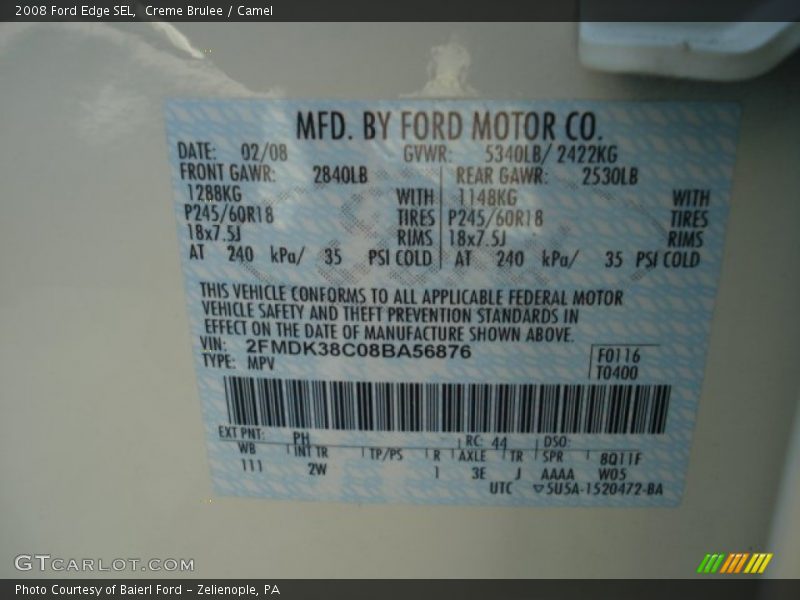 2008 Ford Edge SEL, Creme Brulee / Camel
MFD. BY FORD MOTOR CO.
DATE: 02/08 GVWR: 5340LB/ 2422KG
FRONT GAWR: 2840LB REAR GAWR: 2530LB
1288KG WITH 1148KG WITH
P245/60R18 TIRES P245/60R18 TIRES
18x7.5J RIMS 18x7.5J RIMS
AT 240 kPa/ 35 PSI COLD AT 240 kPa/ 35 PSI COLD
THIS VEHICLE CONFORMS TO ALL APPLICABLE FEDERAL MOTOR
VEHICLE SAFETY AND THEFT PREVENTION STANDARDS IN
EFFECT ON THE DATE OF MANUFACTURE SHOWN ABOVE.
VIN: 2FMDK38C08BA56876 F0116
TYPE: MPV T0400
EXT PNT: PH RC: 44 DSO:
WB INT TR TP/PS R AXLE TR SPR 8Q11F
111 2W 1 3E J AAAA W05
UTC ▽5U5A-1520472-BA
GTCARLOT.COM
Photo Courtesy of Baierl Ford - Zelienople, PA